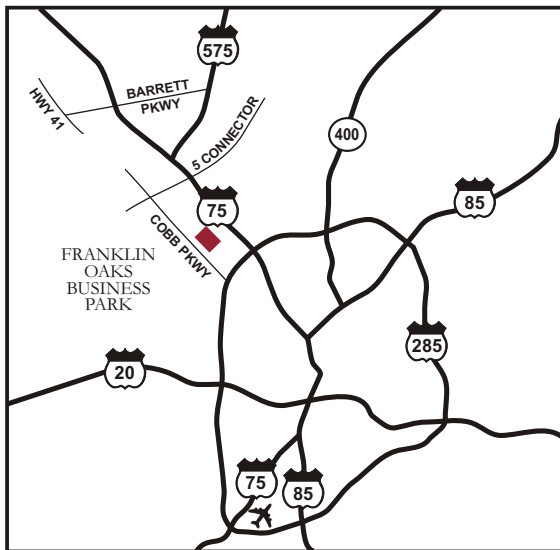 575
BARRETT
PKWY
HWY 41
5 CONNECTOR
400
75
85
COBB PKWY
FRANKLIN
OAKS
BUSINESS
PARK
285
20
75
85